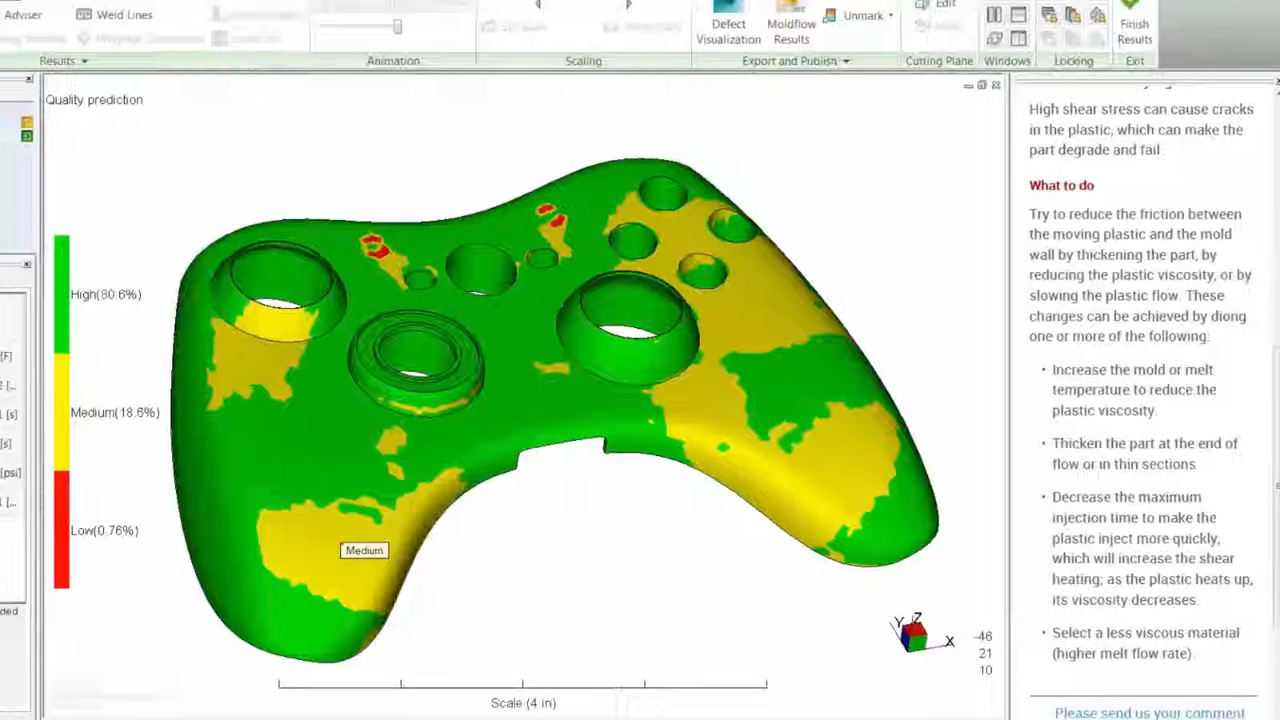 Adviser
Weld Lines
Edit
Defect
Visualization
Moldflow
Results
Unmark
Finish
Results
Results
Animation
Scaling
Export and Publish
Cutting Plane
Windows
Locking
Exit
Quality prediction
High(80.6%)
Medium(18.6%)
Low(0.76%)
Medium
[F]
[s]
[s]
[psi]
ded
Y
Z
X
-46
21
10
Scale (4 in)
High shear stress can cause cracks
in the plastic, which can make the
part degrade and fail
What to do
Try to reduce the friction between
the moving plastic and the mold
wall by thickening the part, by
reducing the plastic viscosity, or by
slowing the plastic flow. These
changes can be achieved by diong
one or more of the following:
• Increase the mold or melt
temperature to reduce the
plastic viscosity.
• Thicken the part at the end of
flow or in thin sections
• Decrease the maximum
injection time to make the
plastic inject more quickly,
which will increase the shear
heating; as the plastic heats up,
its viscosity decreases.
• Select a less viscous material
(higher melt flow rate).
Please send us your comment